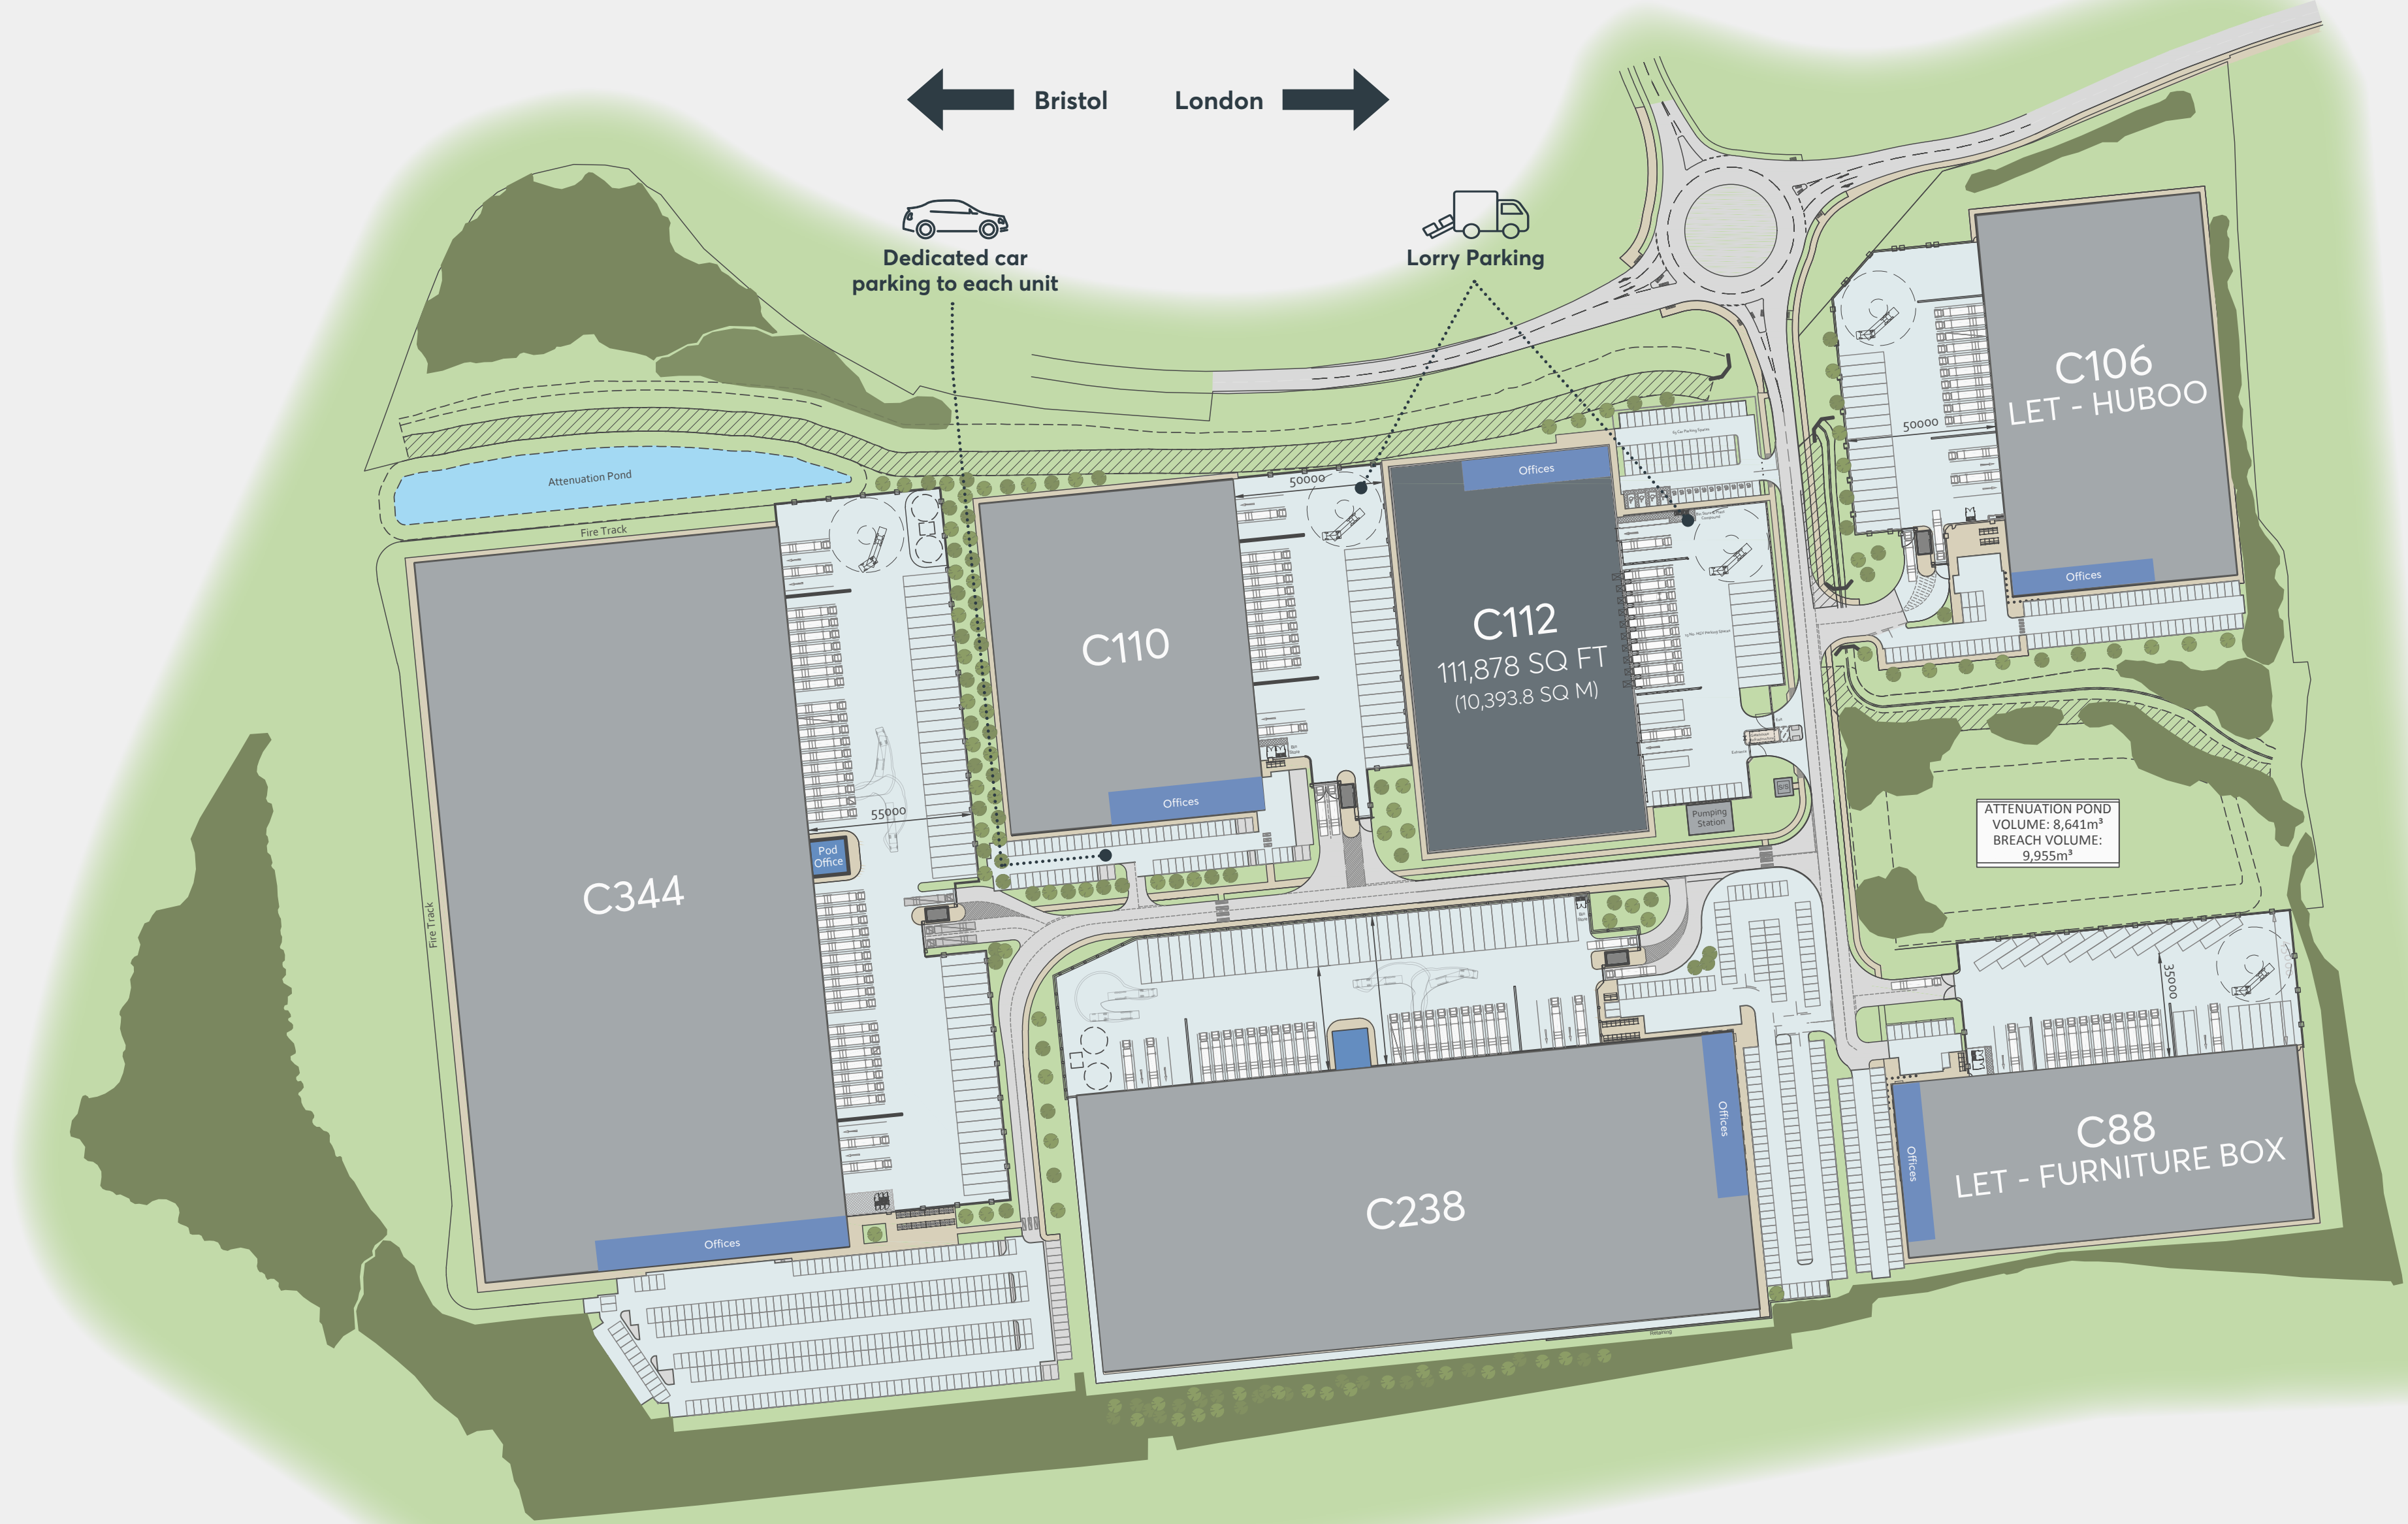 Bristol
London
Dedicated car
parking to each unit
Lorry Parking
C106
LET - HUBOO
50000
Offices
Attenuation Pond
Fire Track
50000
Offices
C112
111,878 SQ FT
(10,393.8 SQ M)
C110
Offices
Bin
Store
Pumping
Station
55000
Pod
Office
C344
Fire Track
Offices
ATTENUATION POND
VOLUME: 8,641m³
BREACH VOLUME:
9,955m³
35000
C88
LET - FURNITURE BOX
Offices
C238
Offices
Retaining